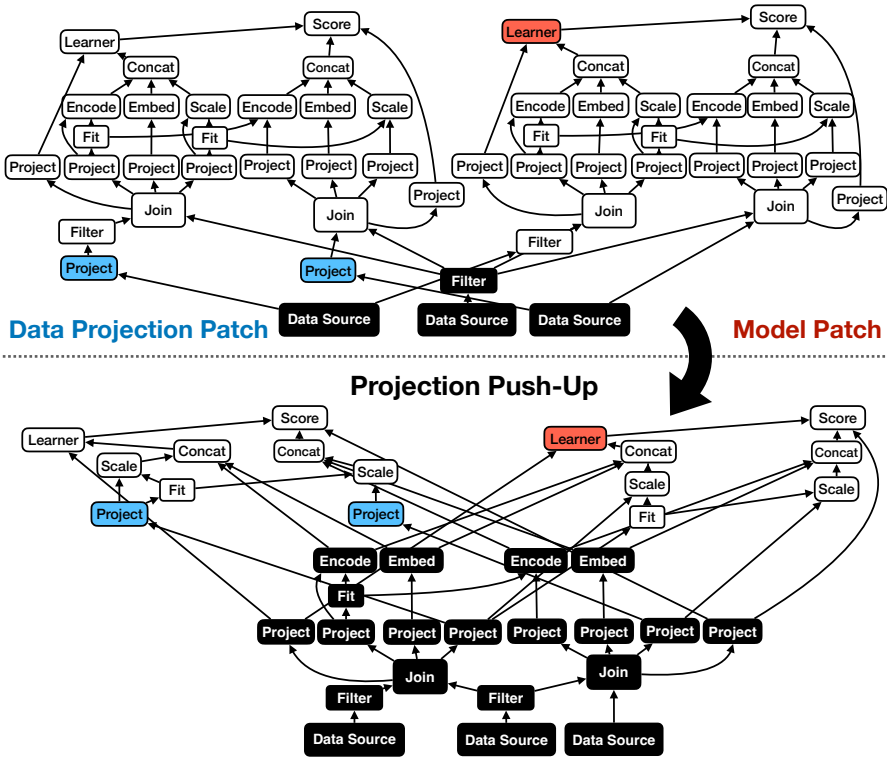 Score Score
Learner Learner
Concat Concat Concat Concat
Encode Embed Scale Encode Embed Scale Encode Embed Scale Encode Embed Scale
Fit Fit Fit Fit
Project Project Project Project Project Project Project Project Project Project Project Project Project Project
Project Project
Join Join Join Join
Filter Filter
Project Project Filter
Data Source Data Source Data Source
Data Projection Patch Model Patch
Projection Push-Up
Score Score
Learner Learner
Concat Concat Concat Concat
Scale Scale Scale Scale
Fit
Project Project Fit
Encode Embed Encode Embed
Fit
Project Project Project Project Project Project Project Project
Join Join
Filter Filter
Data Source Data Source Data Source